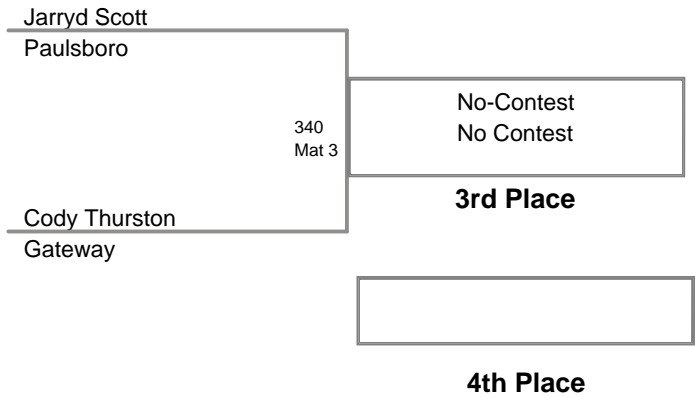 Jarryd Scott
Paulsboro
No-Contest
No Contest
340
Mat 3
3rd Place
Cody Thurston
Gateway
4th Place